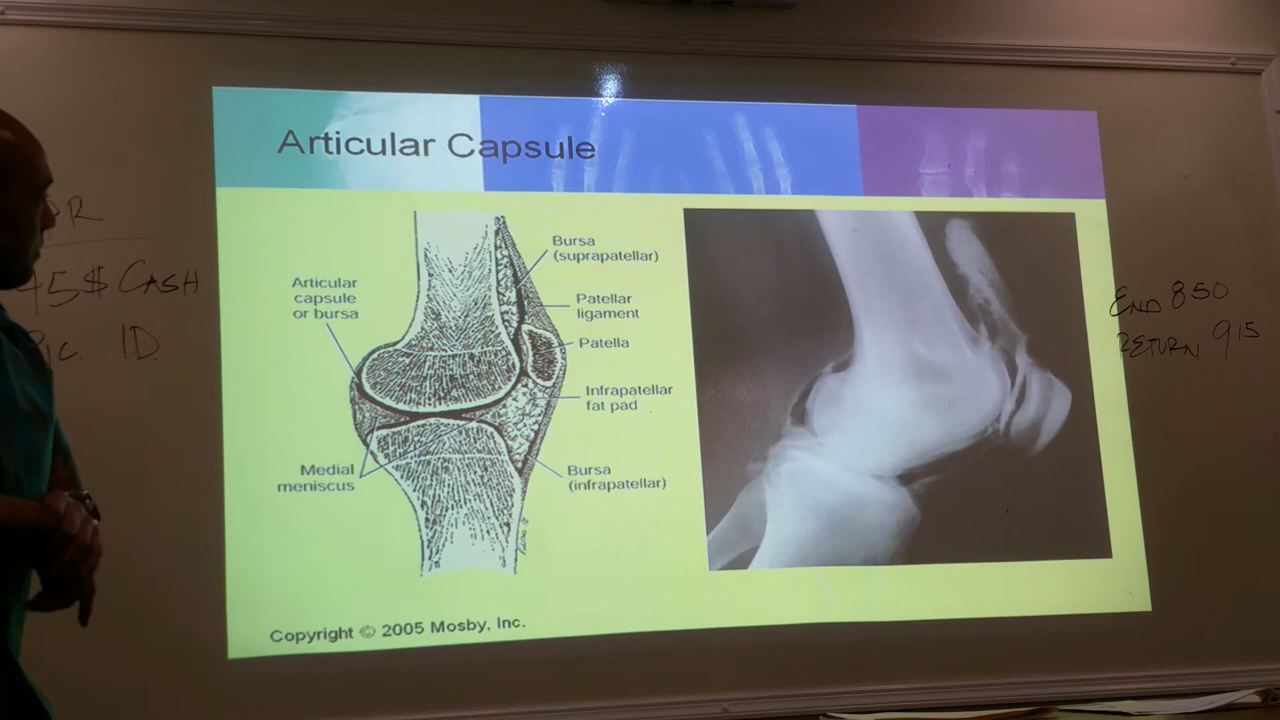 Articular Capsule
Bursa
(suprapatellar)
Articular
capsule
or bursa
Patellar
ligament
Patella
Infrapatellar
fat pad
Medial
meniscus
Bursa
(infrapatellar)
Copyright © 2005 Mosby, Inc.
45$ CASH
I.D.
END 850
RETURN 915